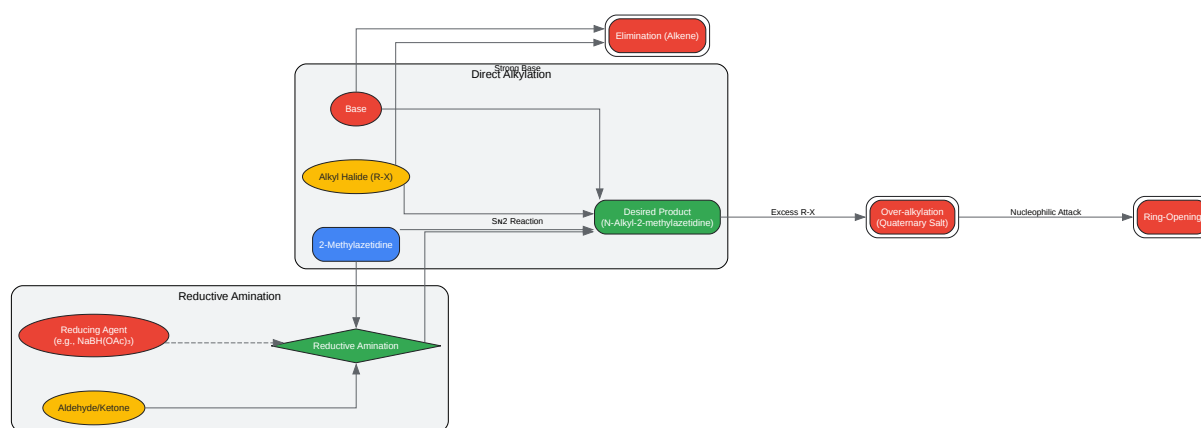 Elimination (Alkene)
Strong Base
Direct Alkylation
Base
Alkyl Halide (R-X)
Desired Product
(N-Alkyl-2-methylazetidine)
Excess R-X
Over-alkylation
(Quaternary Salt)
Nucleophilic Attack
Ring-Opening
Sɴ2 Reaction
2-Methylazetidine
Reductive Amination
Reducing Agent
(e.g., NaBH(OAc)₃)
Reductive Amination
Aldehyde/Ketone